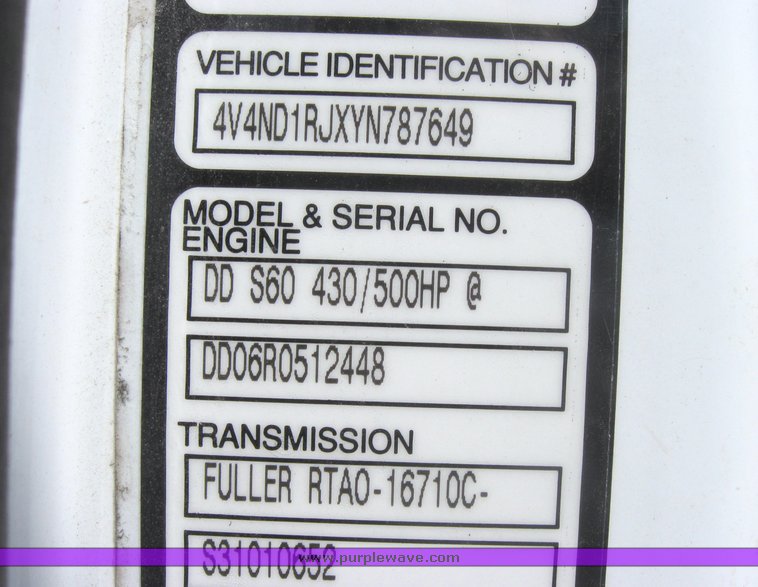 VEHICLE IDENTIFICATION #
4V4ND1RJXYN787649
MODEL & SERIAL NO.
ENGINE
DD S60 430/500HP @
DD06R0512448
TRANSMISSION
FULLER RTAO-16710C-
S31010652
www.purplewave.com